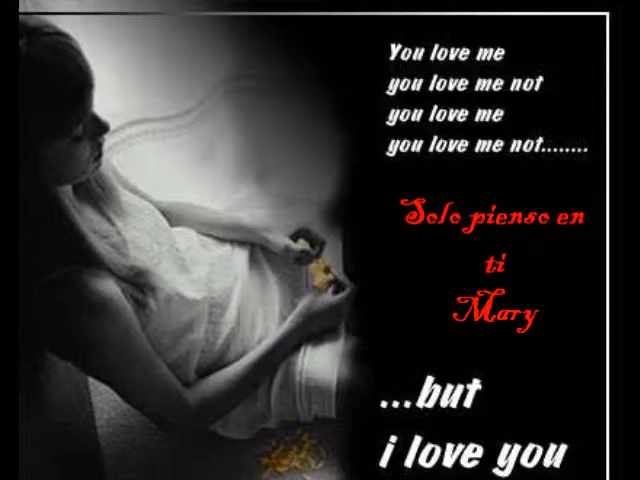 You love me
you love me not
you love me
you love me not........
Solo pienso en
ti
Mary
...but
i love you